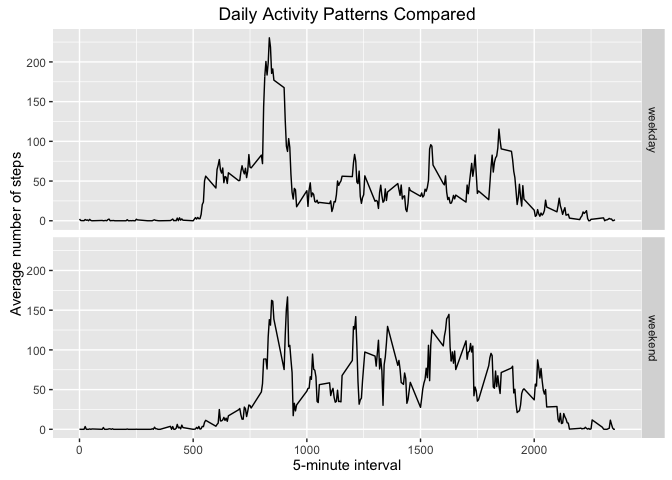 Daily Activity Patterns Compared
Average number of steps
200
150
100
50
0
weekday
200
150
100
50
0
weekend
0 500 1000 1500 2000
5-minute interval